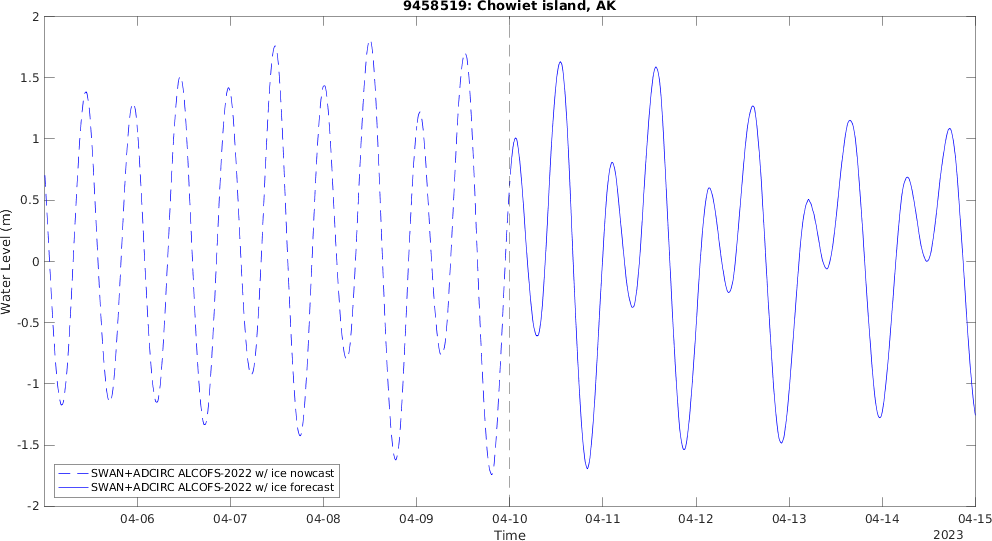 9458519: Chowiet island, AK
2
1.5
1
0.5
0
-0.5
-1
-1.5
-2
Water Level (m)
SWAN+ADCIRC ALCOFS-2022 w/ ice nowcast
SWAN+ADCIRC ALCOFS-2022 w/ ice forecast
04-06 04-07 04-08 04-09 04-10 04-11 04-12 04-13 04-14 04-15
Time
2023